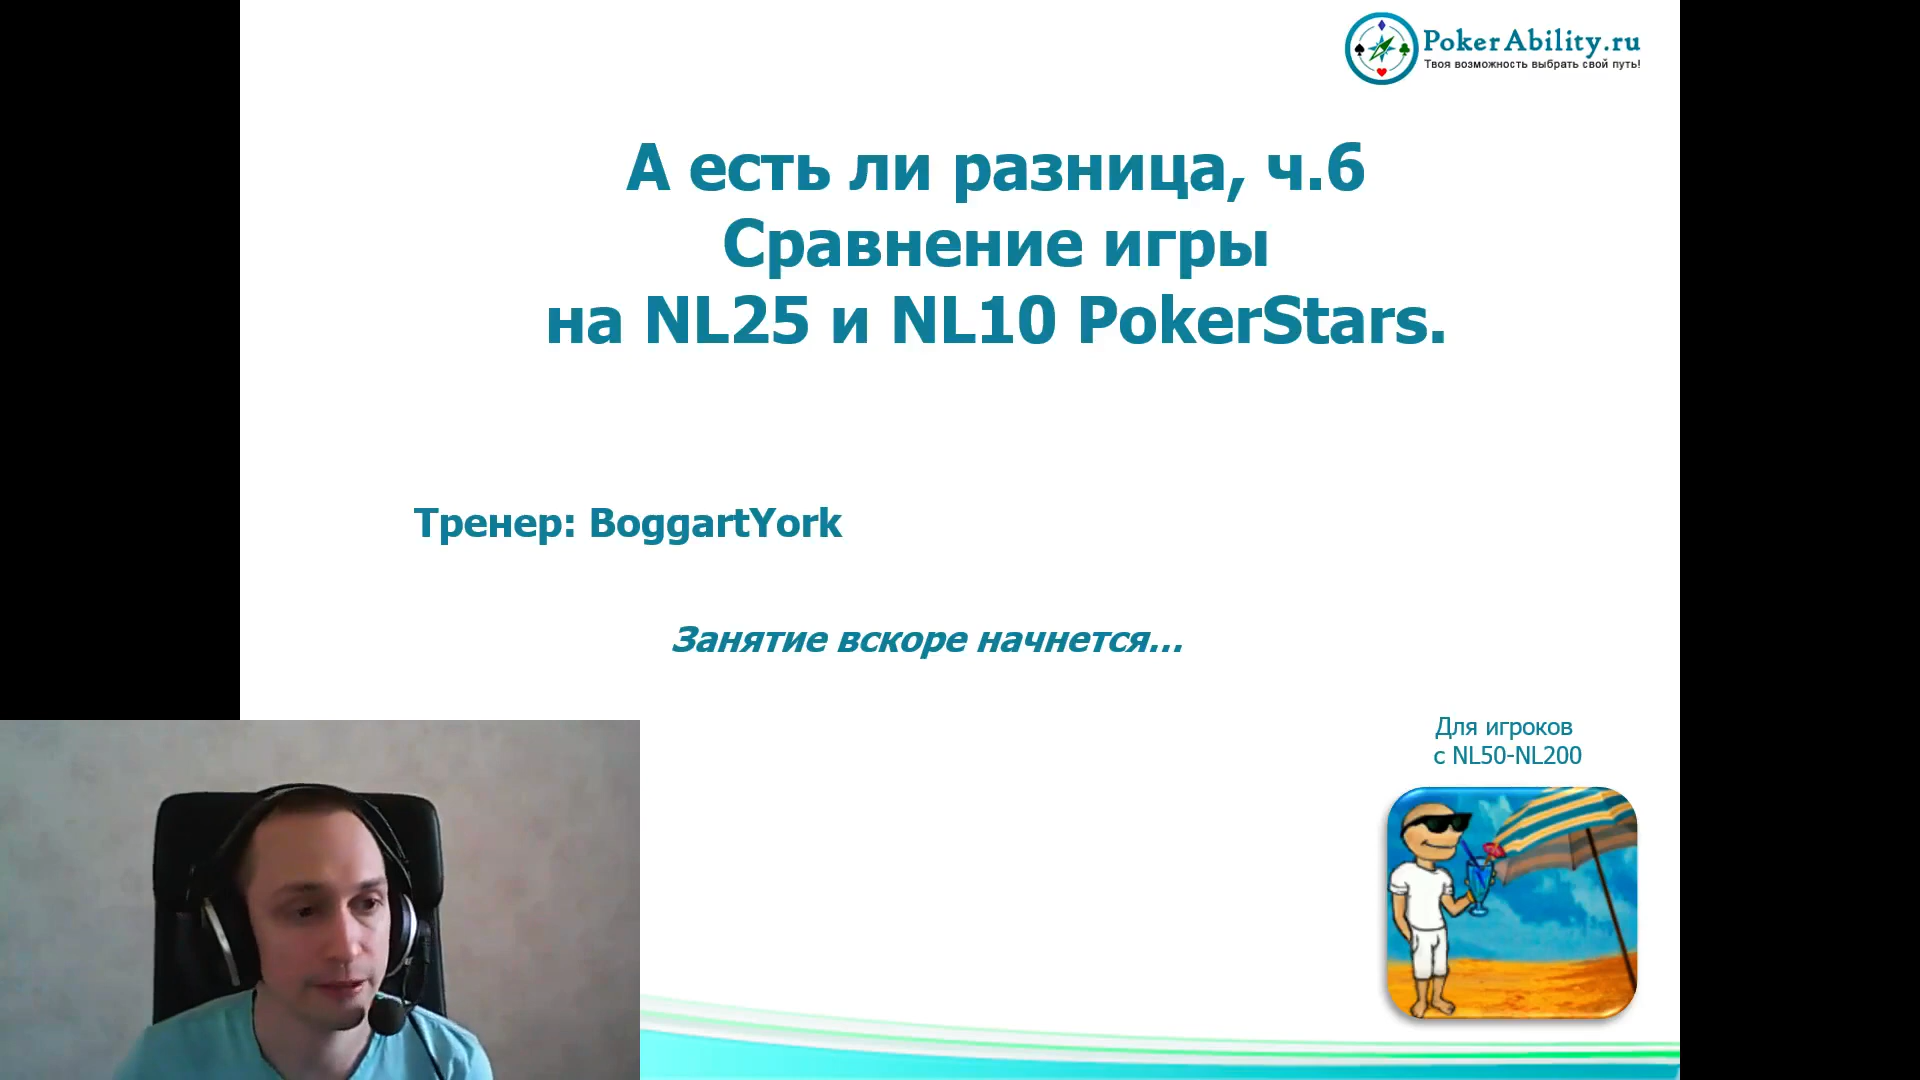 PokerAbility.ru
Твоя возможность выбрать свой путь!
А есть ли разница, ч.6
Сравнение игры
на NL25 и NL10 PokerStars.
Тренер: BoggartYork
Занятие вскоре начнется...
Для игроков
с NL50-NL200